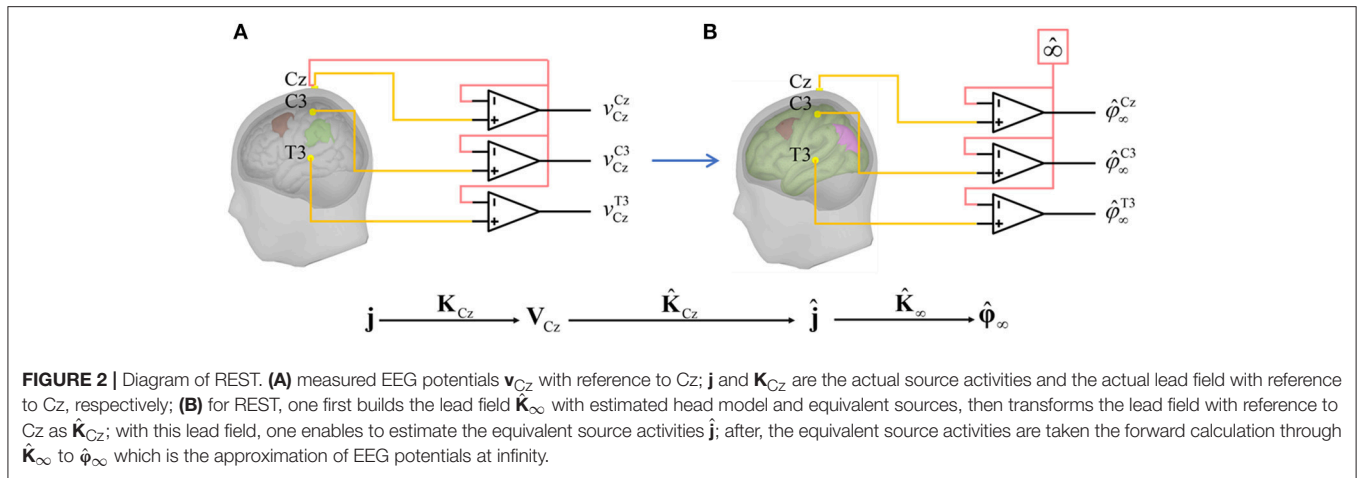 A
B
∞̂
Cz
C3
T3
v_Cz^Cz
v_Cz^C3
v_Cz^T3
Cz
C3
T3
φ̂_∞^Cz
φ̂_∞^C3
φ̂_∞^T3
j K_Cz V_Cz K̂_Cz ĵ K̂_∞ φ̂_∞
FIGURE 2 | Diagram of REST. (A) measured EEG potentials v_Cz with reference to Cz; j and K_Cz are the actual source activities and the actual lead field with reference
to Cz, respectively; (B) for REST, one first builds the lead field K̂_∞ with estimated head model and equivalent sources, then transforms the lead field with reference to
Cz as K̂_Cz; with this lead field, one enables to estimate the equivalent source activities ĵ; after, the equivalent source activities are taken the forward calculation through
K̂_∞ to φ̂_∞ which is the approximation of EEG potentials at infinity.